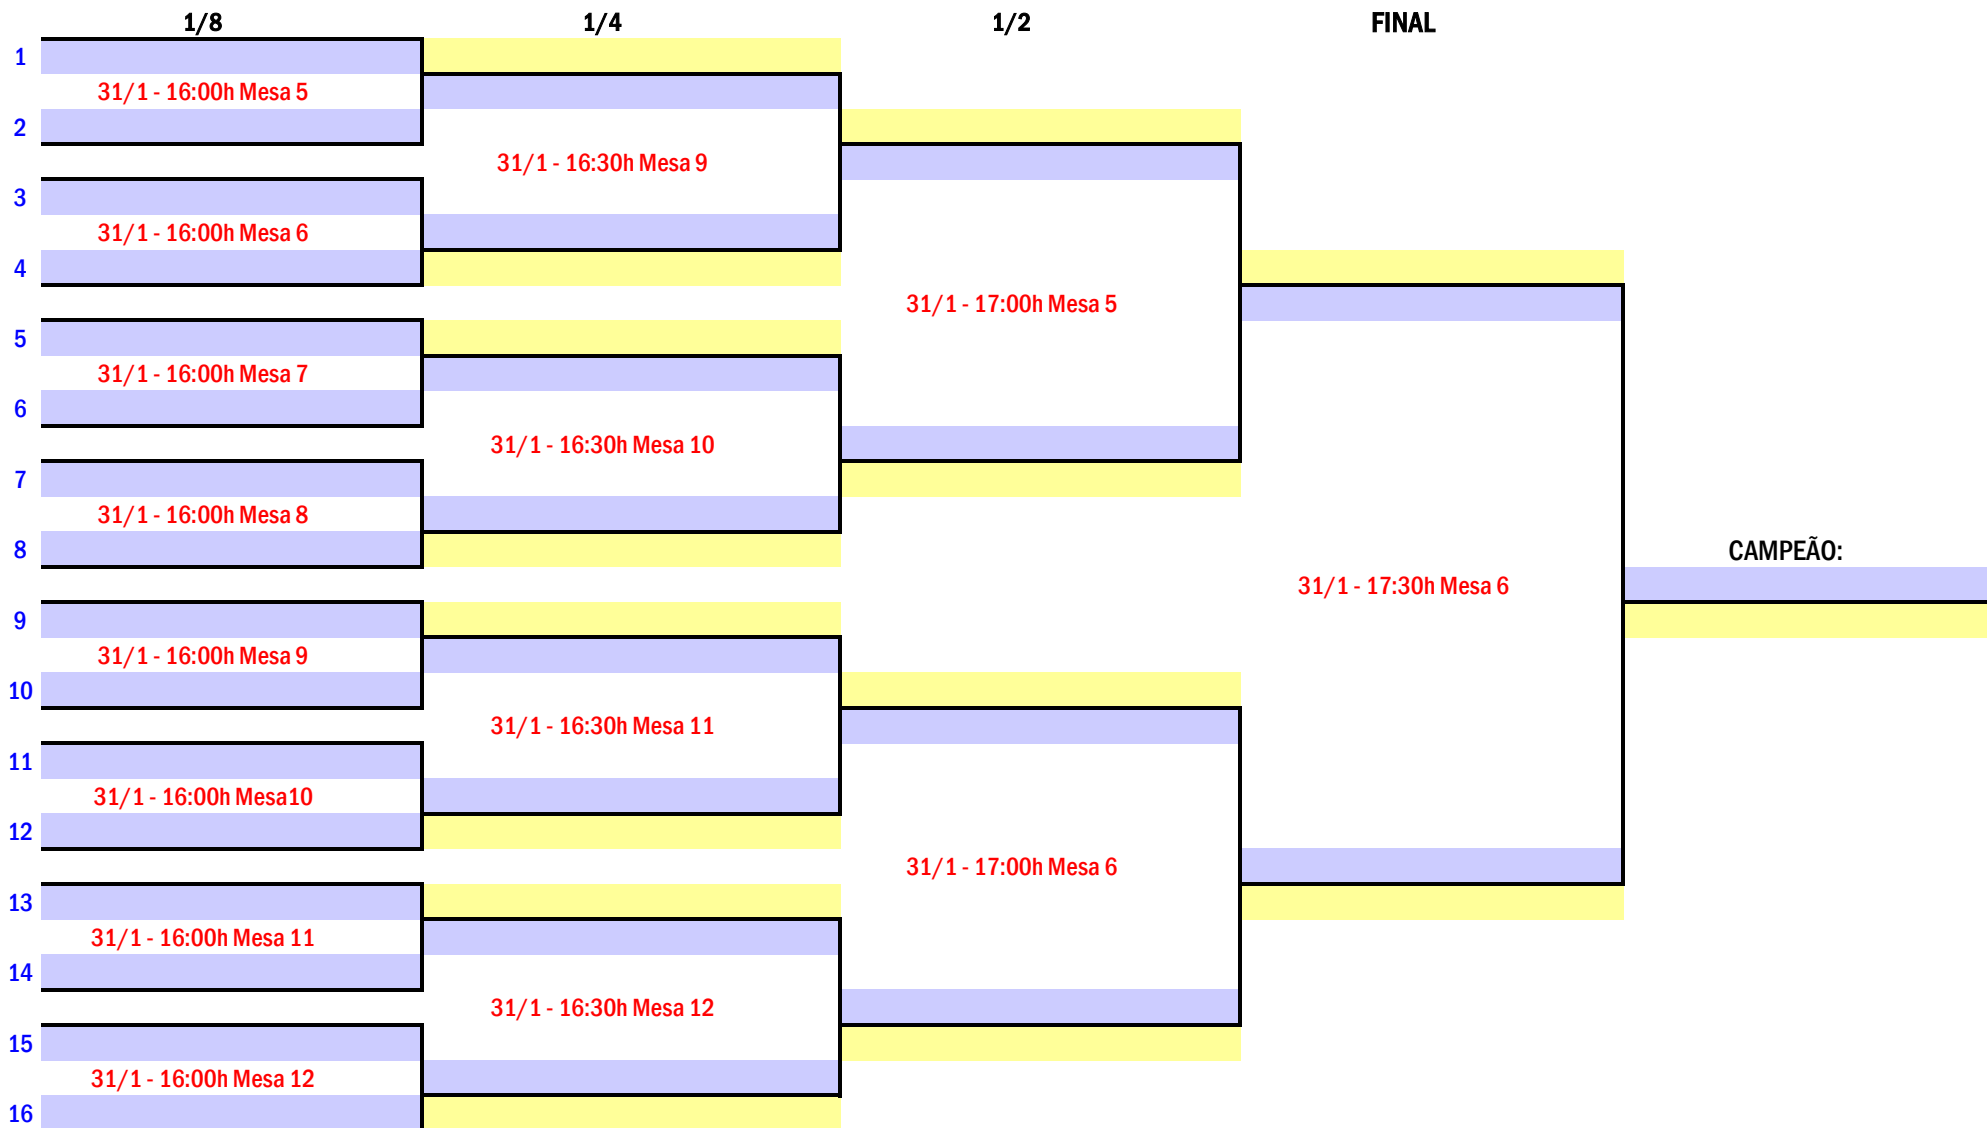 1/8 1/4 1/2 FINAL
1
31/1 - 16:00h Mesa 5
2
31/1 - 16:30h Mesa 9
3
31/1 - 16:00h Mesa 6
4
31/1 - 17:00h Mesa 5
5
31/1 - 16:00h Mesa 7
6
31/1 - 16:30h Mesa 10
7
31/1 - 16:00h Mesa 8
8
CAMPEÃO:
31/1 - 17:30h Mesa 6
9
31/1 - 16:00h Mesa 9
10
31/1 - 16:30h Mesa 11
11
31/1 - 16:00h Mesa10
12
31/1 - 17:00h Mesa 6
13
31/1 - 16:00h Mesa 11
14
31/1 - 16:30h Mesa 12
15
31/1 - 16:00h Mesa 12
16